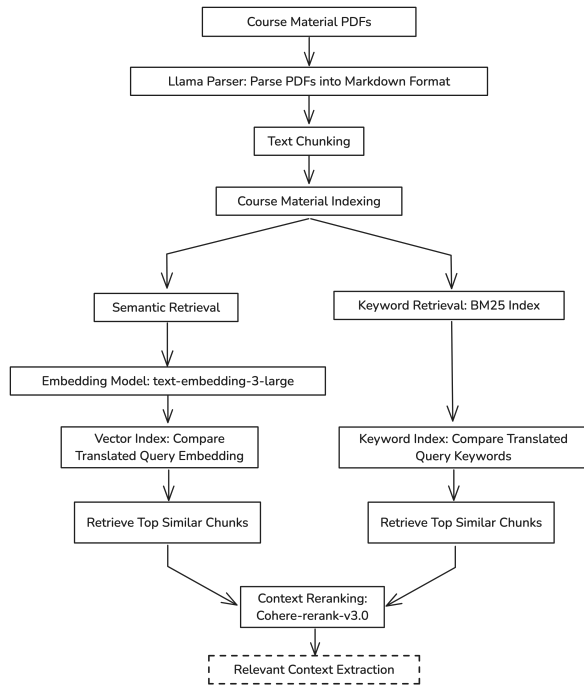 Course Material PDFs
Llama Parser: Parse PDFs into Markdown Format
Text Chunking
Course Material Indexing
Semantic Retrieval
Keyword Retrieval: BM25 Index
Embedding Model: text-embedding-3-large
Vector Index: Compare
Translated Query Embedding
Keyword Index: Compare Translated
Query Keywords
Retrieve Top Similar Chunks
Retrieve Top Similar Chunks
Context Reranking:
Cohere-rerank-v3.0
Relevant Context Extraction